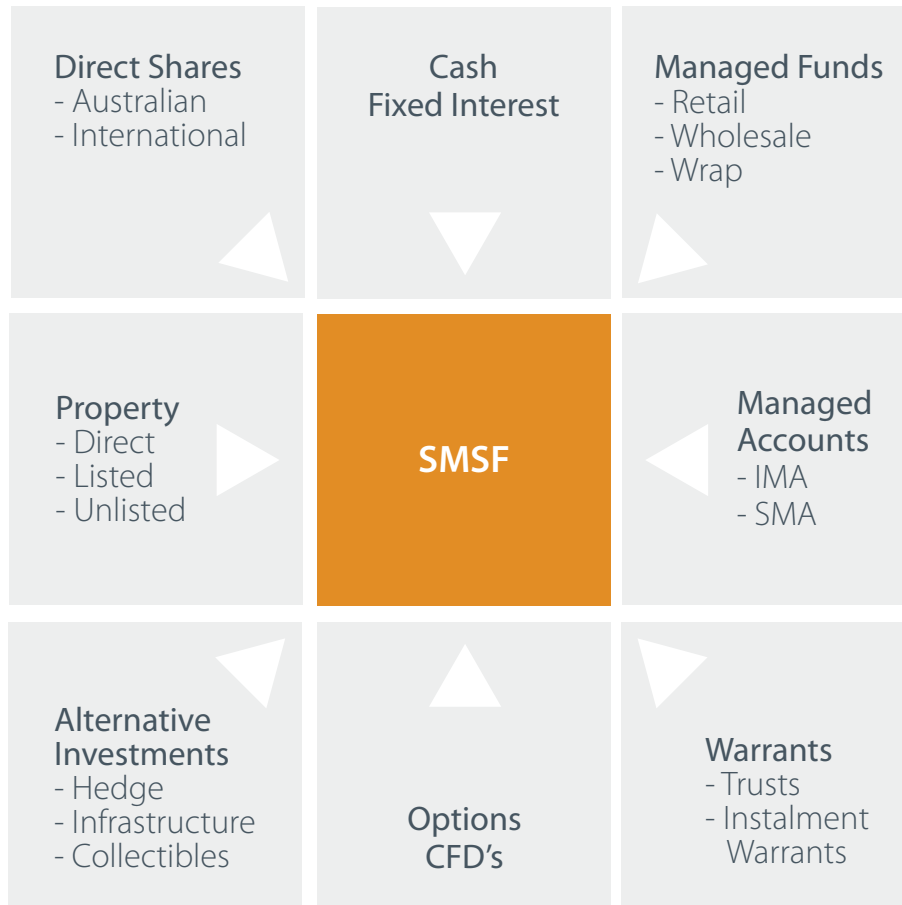 Direct Shares
- Australian
- International
Cash
Fixed Interest
Managed Funds
- Retail
- Wholesale
- Wrap
Property
- Direct
- Listed
- Unlisted
SMSF
Managed
Accounts
- IMA
- SMA
Alternative
Investments
- Hedge
- Infrastructure
- Collectibles
Options
CFD's
Warrants
- Trusts
- Instalment
Warrants